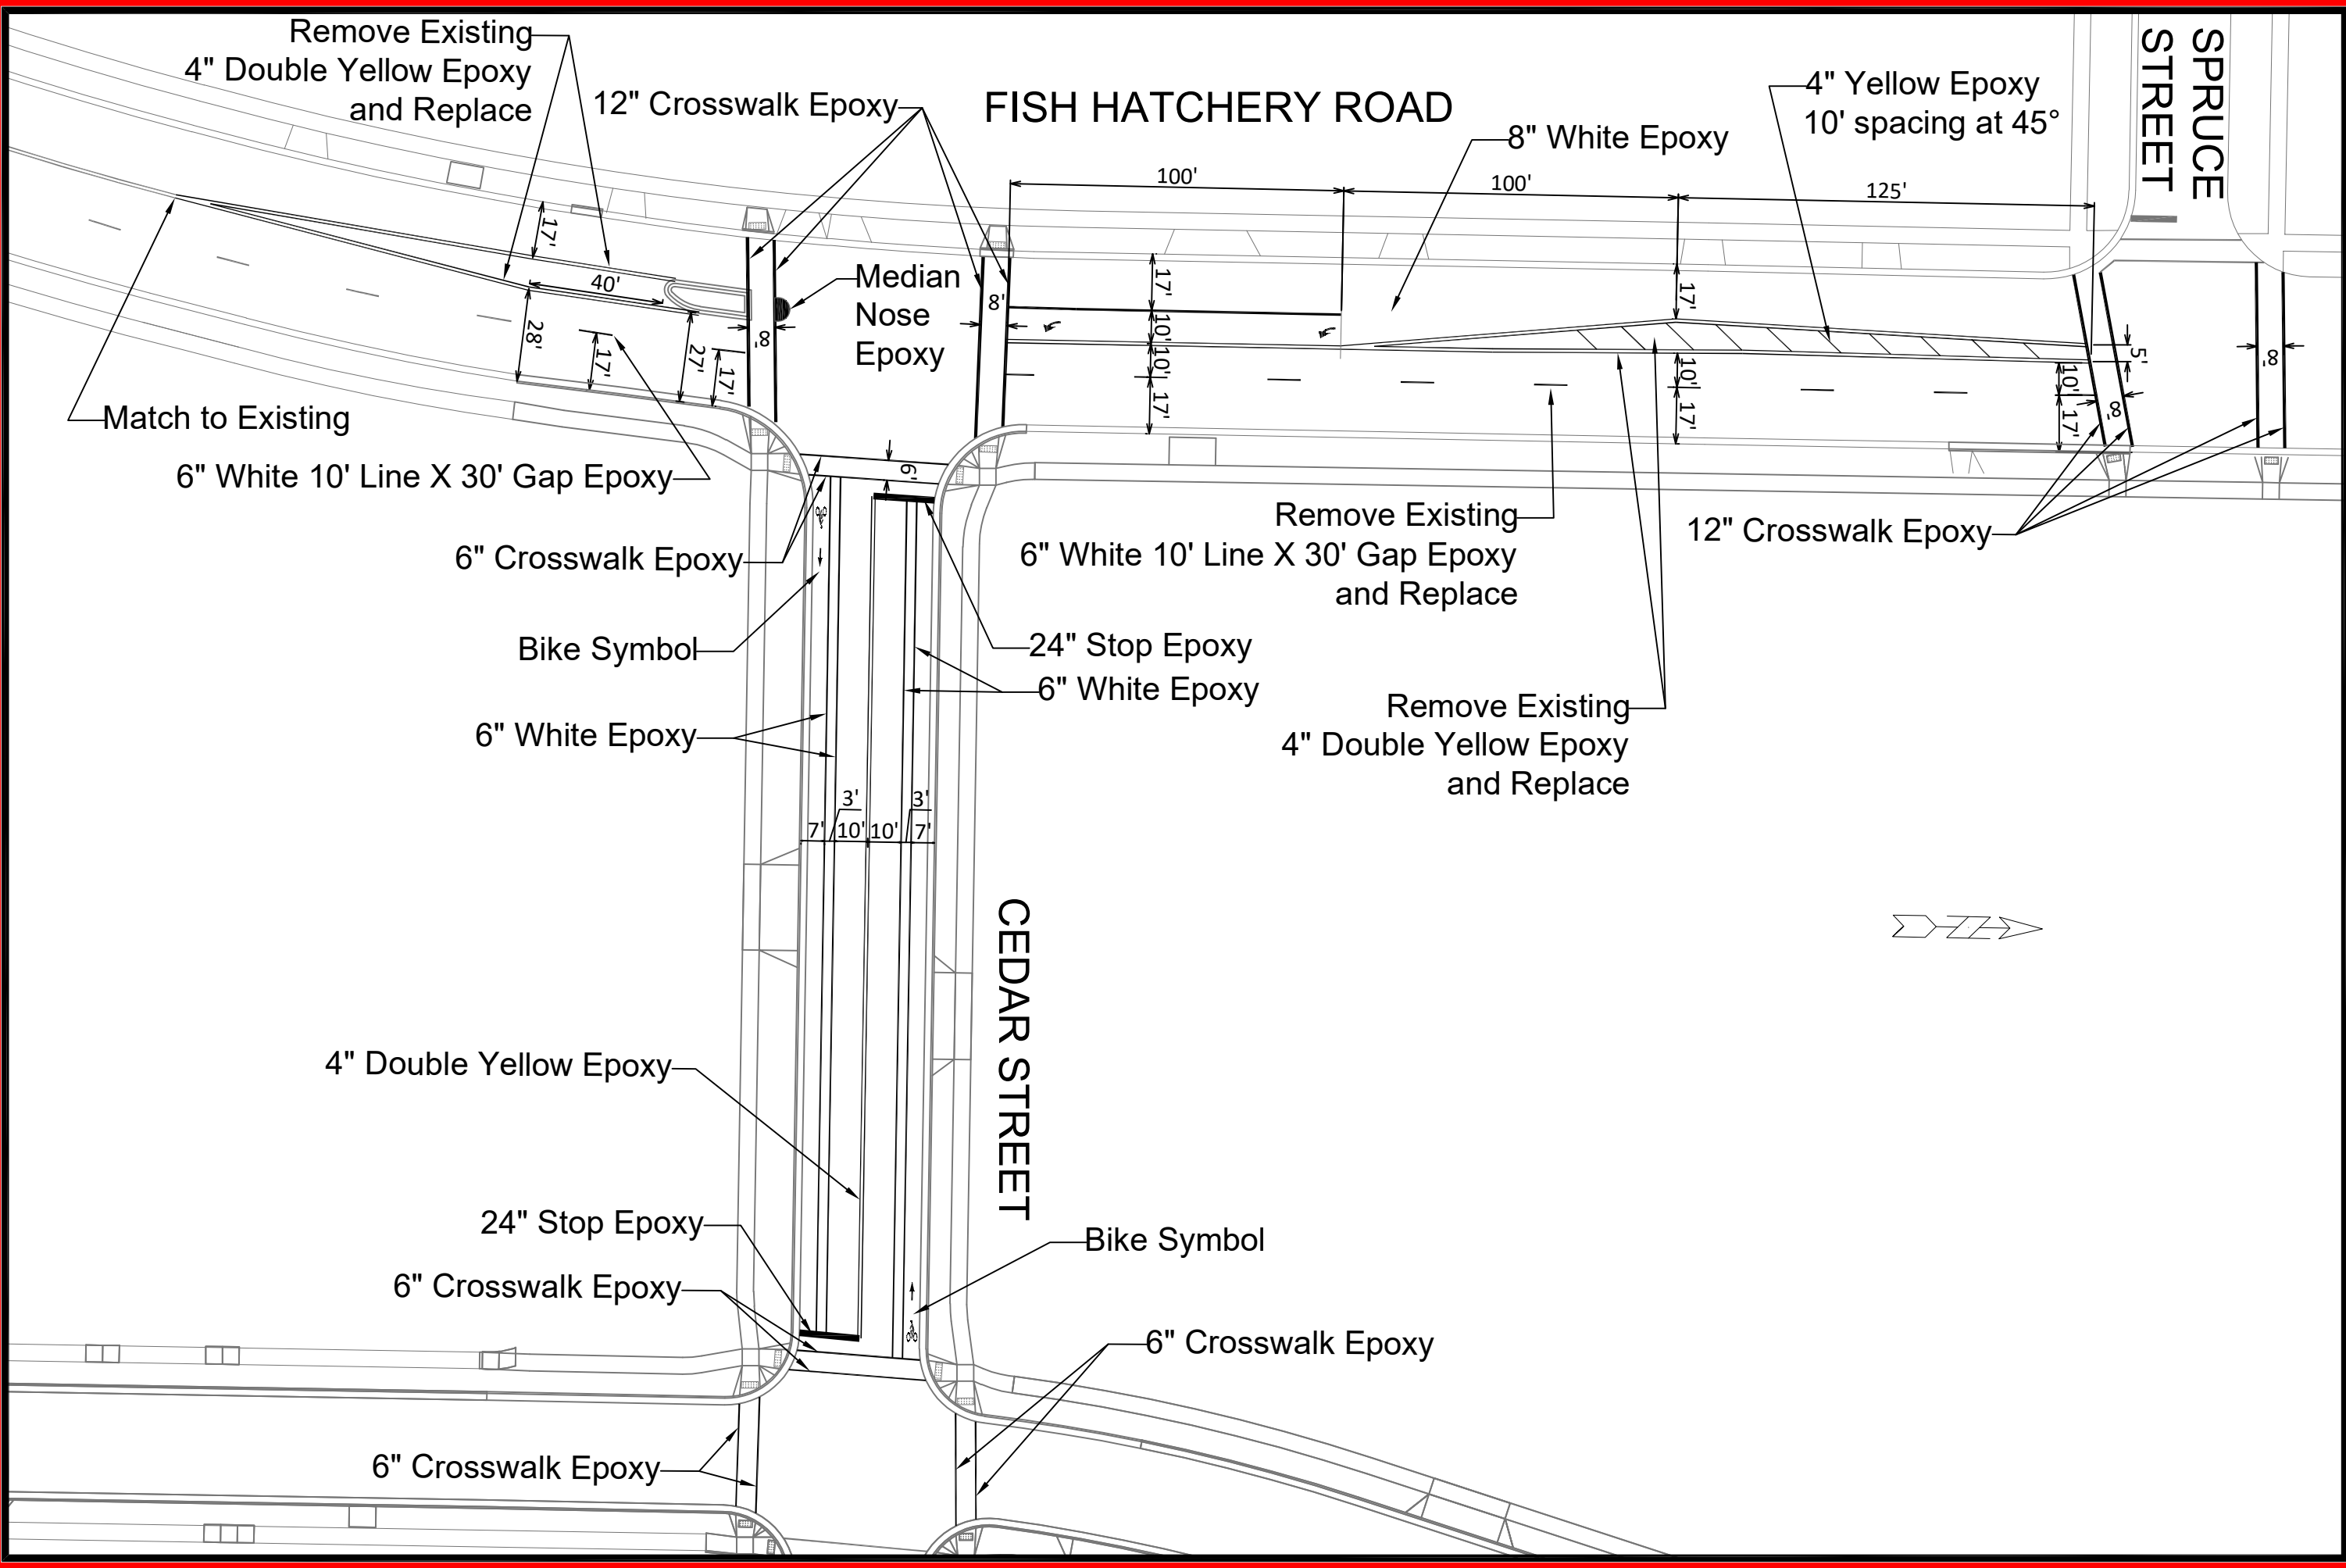 Remove Existing
4" Double Yellow Epoxy
and Replace
12" Crosswalk Epoxy
FISH HATCHERY ROAD
8" White Epoxy
4" Yellow Epoxy
10' spacing at 45°
SPRUCE
STREET
100'
100'
125'
17'
40'
28'
17'
27'
17'
8'
Median
Nose
Epoxy
8'
17'
10'
10'
17'
17'
10'
17'
5'
10'
17'
8'
8'
Match to Existing
6" White 10' Line X 30' Gap Epoxy
6'
6" Crosswalk Epoxy
Bike Symbol
6" White Epoxy
24" Stop Epoxy
6" White Epoxy
Remove Existing
6" White 10' Line X 30' Gap Epoxy
and Replace
12" Crosswalk Epoxy
Remove Existing
4" Double Yellow Epoxy
and Replace
3'
3'
7'
10'
10'
7'
CEDAR STREET
4" Double Yellow Epoxy
24" Stop Epoxy
6" Crosswalk Epoxy
Bike Symbol
6" Crosswalk Epoxy
6" Crosswalk Epoxy
N